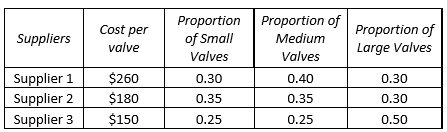 Suppliers Cost per valve Proportion of Small Valves Proportion of Medium Valves Proportion of Large Valves
Supplier 1 $260 0.30 0.40 0.30
Supplier 2 $180 0.35 0.35 0.30
Supplier 3 $150 0.25 0.25 0.50